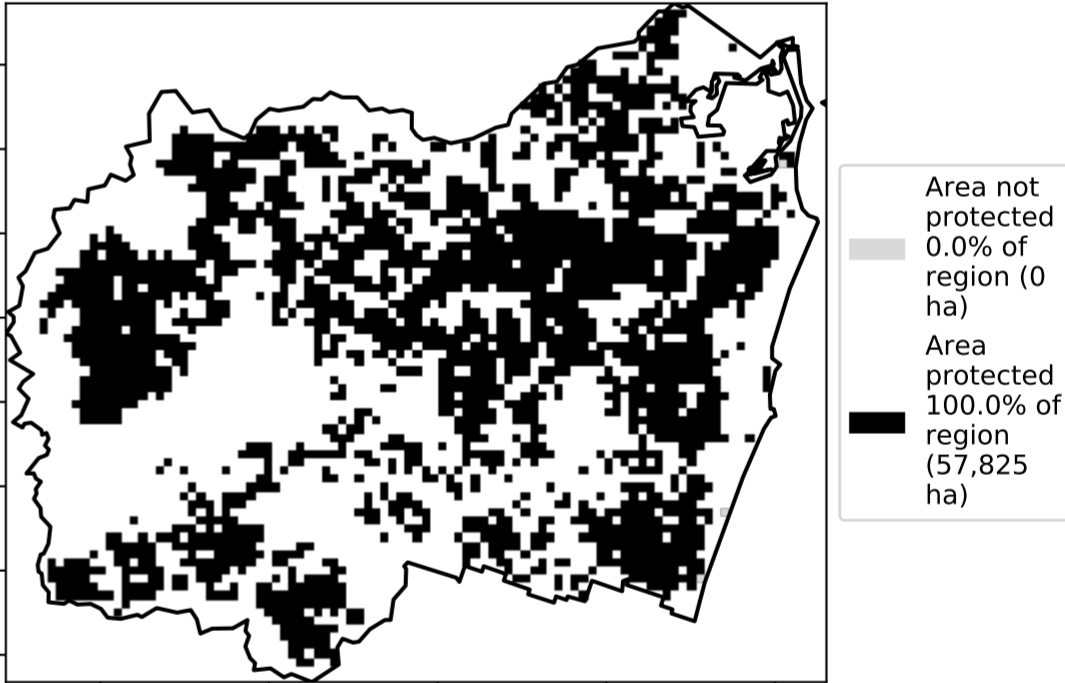 Area not
protected
0.0% of
region (0
ha)
Area
protected
100.0% of
region
(57,825
ha)